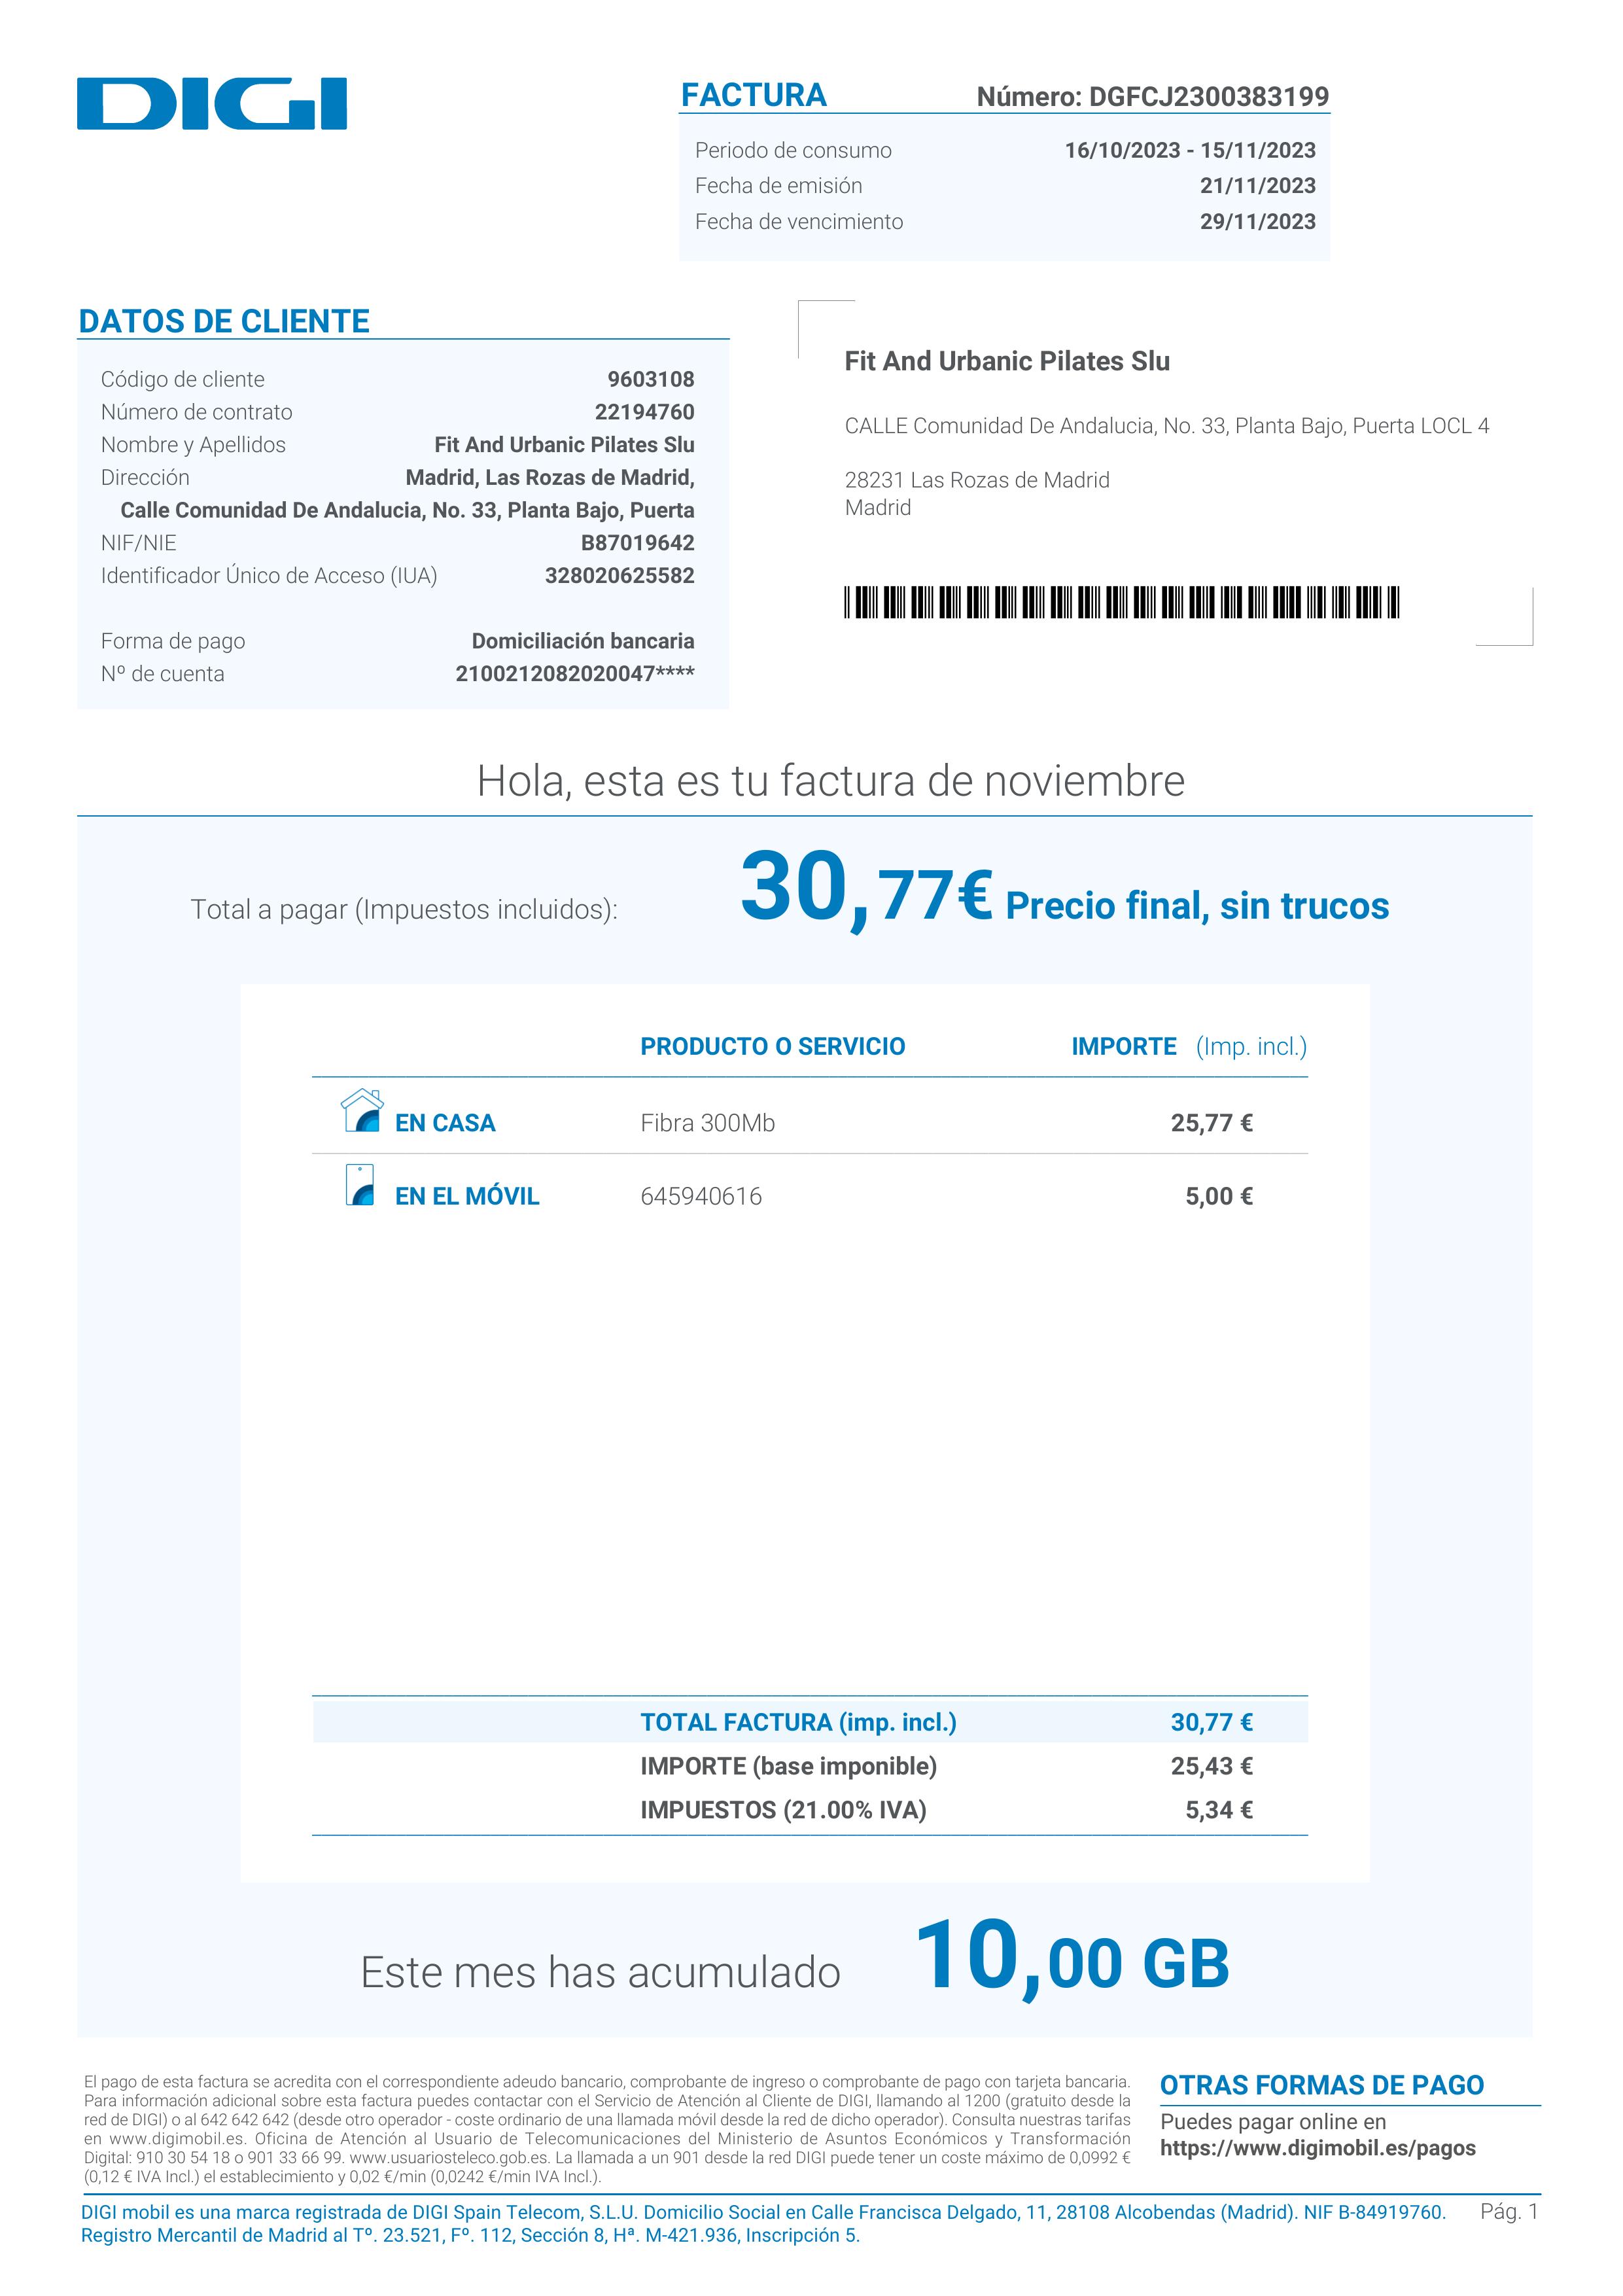 DIGI
FACTURA Número: DGFCJ2300383199
Periodo de consumo 16/10/2023 - 15/11/2023
Fecha de emisión 21/11/2023
Fecha de vencimiento 29/11/2023
DATOS DE CLIENTE
Código de cliente 9603108
Número de contrato 22194760
Nombre y Apellidos Fit And Urbanic Pilates Slu
Dirección Madrid, Las Rozas de Madrid,
Calle Comunidad De Andalucia, No. 33, Planta Bajo, Puerta
NIF/NIE B87019642
Identificador Único de Acceso (IUA) 328020625582
Forma de pago Domiciliación bancaria
Nº de cuenta 2100212082020047****
Fit And Urbanic Pilates Slu
CALLE Comunidad De Andalucia, No. 33, Planta Bajo, Puerta LOCL 4
28231 Las Rozas de Madrid
Madrid
Hola, esta es tu factura de noviembre
Total a pagar (Impuestos incluidos): 30,77€ Precio final, sin trucos
PRODUCTO O SERVICIO IMPORTE (Imp. incl.)
EN CASA Fibra 300Mb 25,77 €
EN EL MÓVIL 645940616 5,00 €
TOTAL FACTURA (imp. incl.) 30,77 €
IMPORTE (base imponible) 25,43 €
IMPUESTOS (21.00% IVA) 5,34 €
Este mes has acumulado 10,00 GB
El pago de esta factura se acredita con el correspondiente adeudo bancario, comprobante de ingreso o comprobante de pago con tarjeta bancaria.
Para información adicional sobre esta factura puedes contactar con el Servicio de Atención al Cliente de DIGI, llamando al 1200 (gratuito desde la
red de DIGI) o al 642 642 642 (desde otro operador - coste ordinario de una llamada móvil desde la red de dicho operador). Consulta nuestras tarifas
en www.digimobil.es. Oficina de Atención al Usuario de Telecomunicaciones del Ministerio de Asuntos Económicos y Transformación
Digital: 910 30 54 18 o 901 33 66 99. www.usuariosteleco.gob.es. La llamada a un 901 desde la red DIGI puede tener un coste máximo de 0,0992 €
(0,12 € IVA Incl.) el establecimiento y 0,02 €/min (0,0242 €/min IVA Incl.).
OTRAS FORMAS DE PAGO
Puedes pagar online en
https://www.digimobil.es/pagos
DIGI mobil es una marca registrada de DIGI Spain Telecom, S.L.U. Domicilio Social en Calle Francisca Delgado, 11, 28108 Alcobendas (Madrid). NIF B-84919760. Pág. 1
Registro Mercantil de Madrid al Tº. 23.521, Fº. 112, Sección 8, Hª. M-421.936, Inscripción 5.